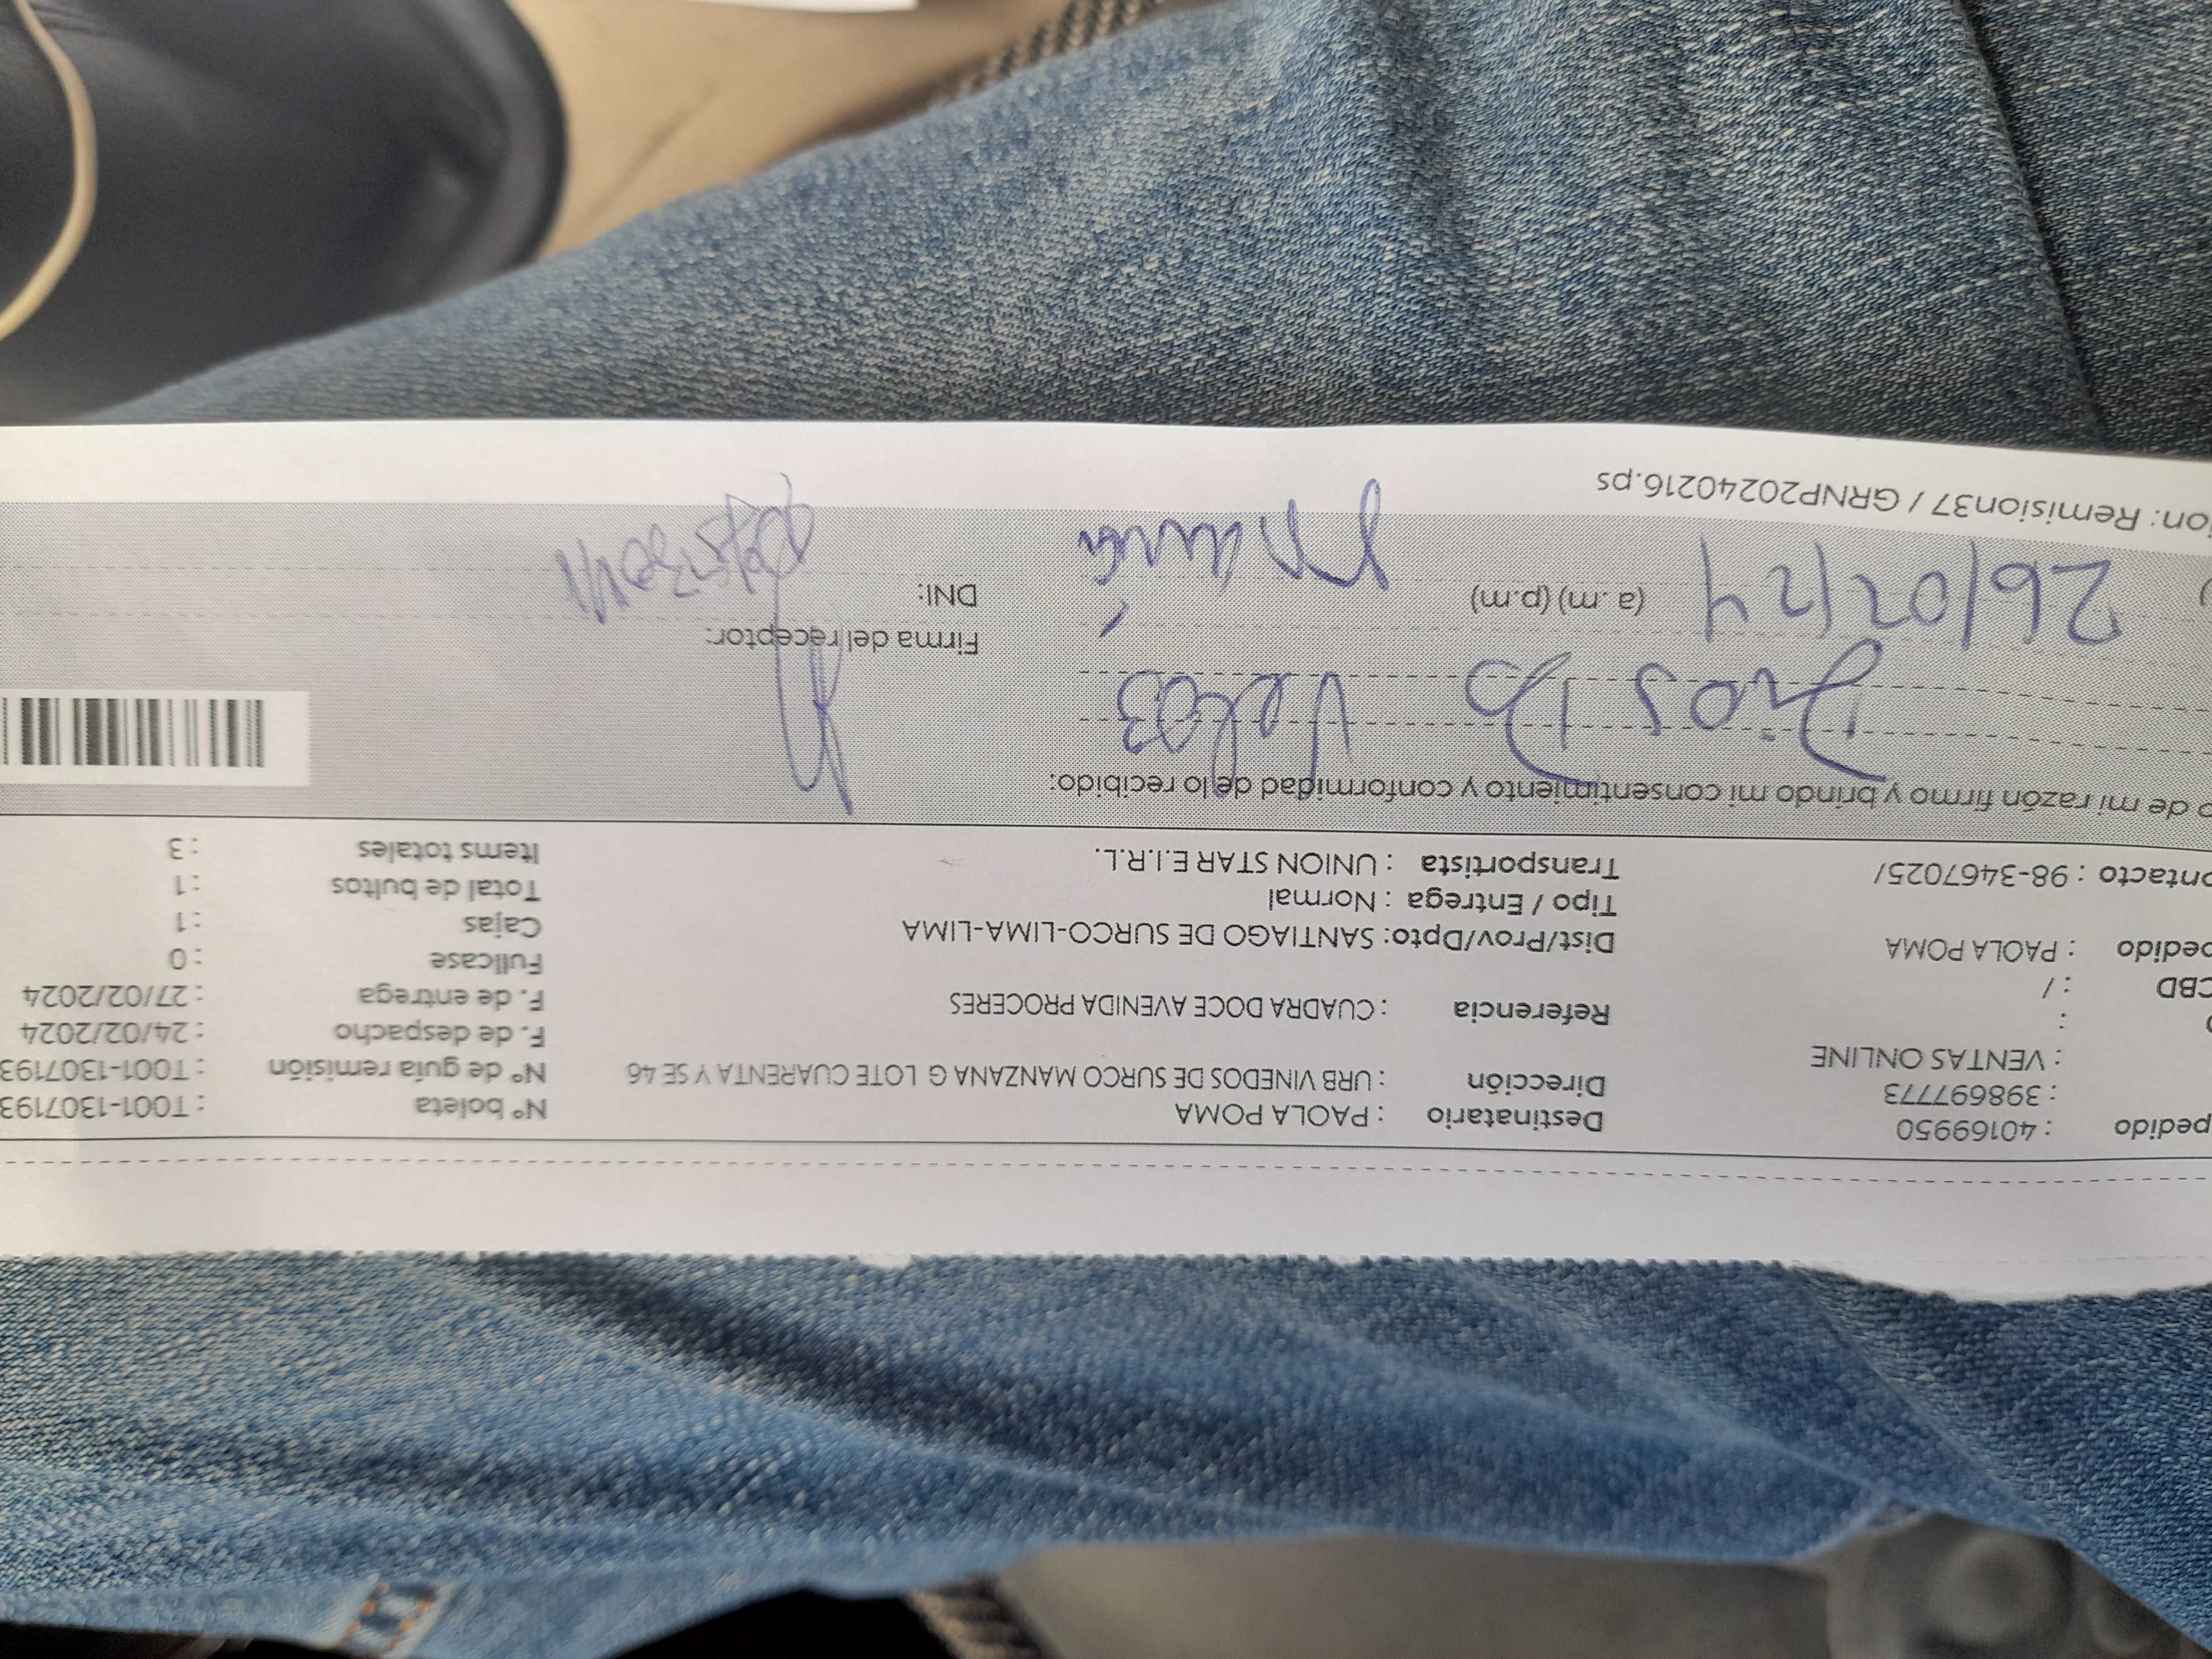 pedido : 40169950 Destinatario : PAOLA POMA N° boleta : T001-1307193
: 398697773 Dirección : URB VINEDOS DE SURCO MANZANA G LOTE CUARENTA Y SE 46 N° de guía remisión : T001-1307193
: VENTAS ONLINE F. de despacho : 24/02/2024
: Referencia : CUADRA DOCE AVENIDA PROCERES F. de entrega : 27/02/2024
CBD : / Fullcase : 0
pedido : PAOLA POMA Dist/Prov/Dpto: SANTIAGO DE SURCO-LIMA-LIMA Cajas : 1
Tipo / Entrega : Normal Total de bultos : 1
ontacto : 98-3467025/ Transportista : UNION STAR E.I.R.L. Items totales : 3
o de mi razón firmo y brindo mi consentimiento y conformidad de lo recibido:
Firma del receptor:
26/02/24 (a.m) (p.m) DNI:
ion: Remision37 / GRNP20240216.ps